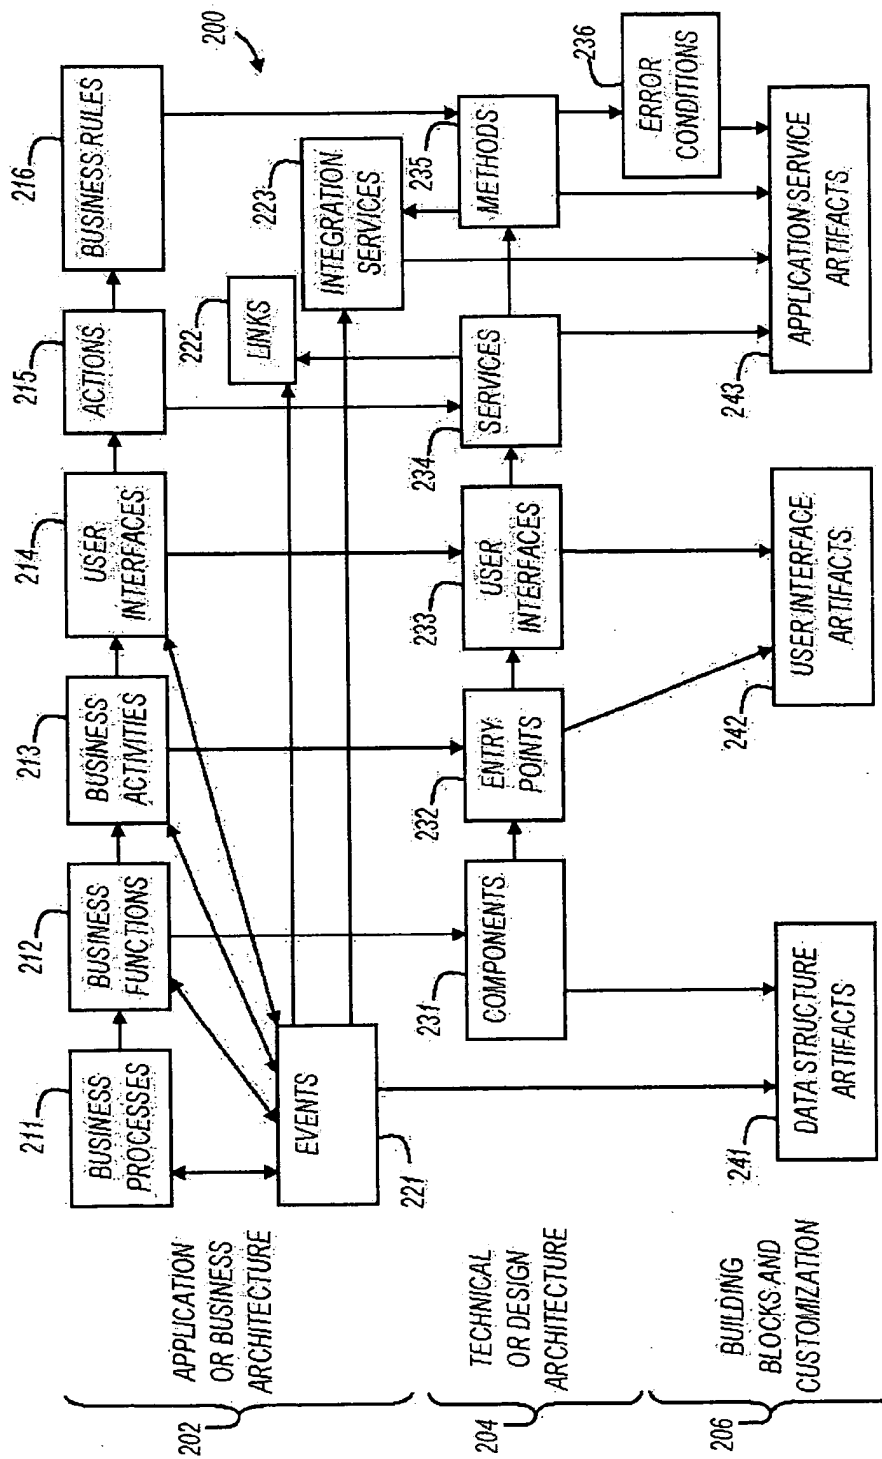 200
APPLICATION
OR BUSINESS
ARCHITECTURE
202
211
BUSINESS
PROCESSES
212
BUSINESS
FUNCTIONS
213
BUSINESS
ACTIVITIES
214
USER
INTERFACES
215
ACTIONS
216
BUSINESS RULES
EVENTS
221
222
LINKS
223
INTEGRATION
SERVICES
TECHNICAL
OR DESIGN
ARCHITECTURE
204
231
COMPONENTS
232
ENTRY
POINTS
233
USER
INTERFACES
234
SERVICES
235
METHODS
236
ERROR
CONDITIONS
BUILDING
BLOCKS AND
CUSTOMIZATION
206
241
DATA STRUCTURE
ARTIFACTS
242
USER INTERFACE
ARTIFACTS
243
APPLICATION SERVICE
ARTIFACTS